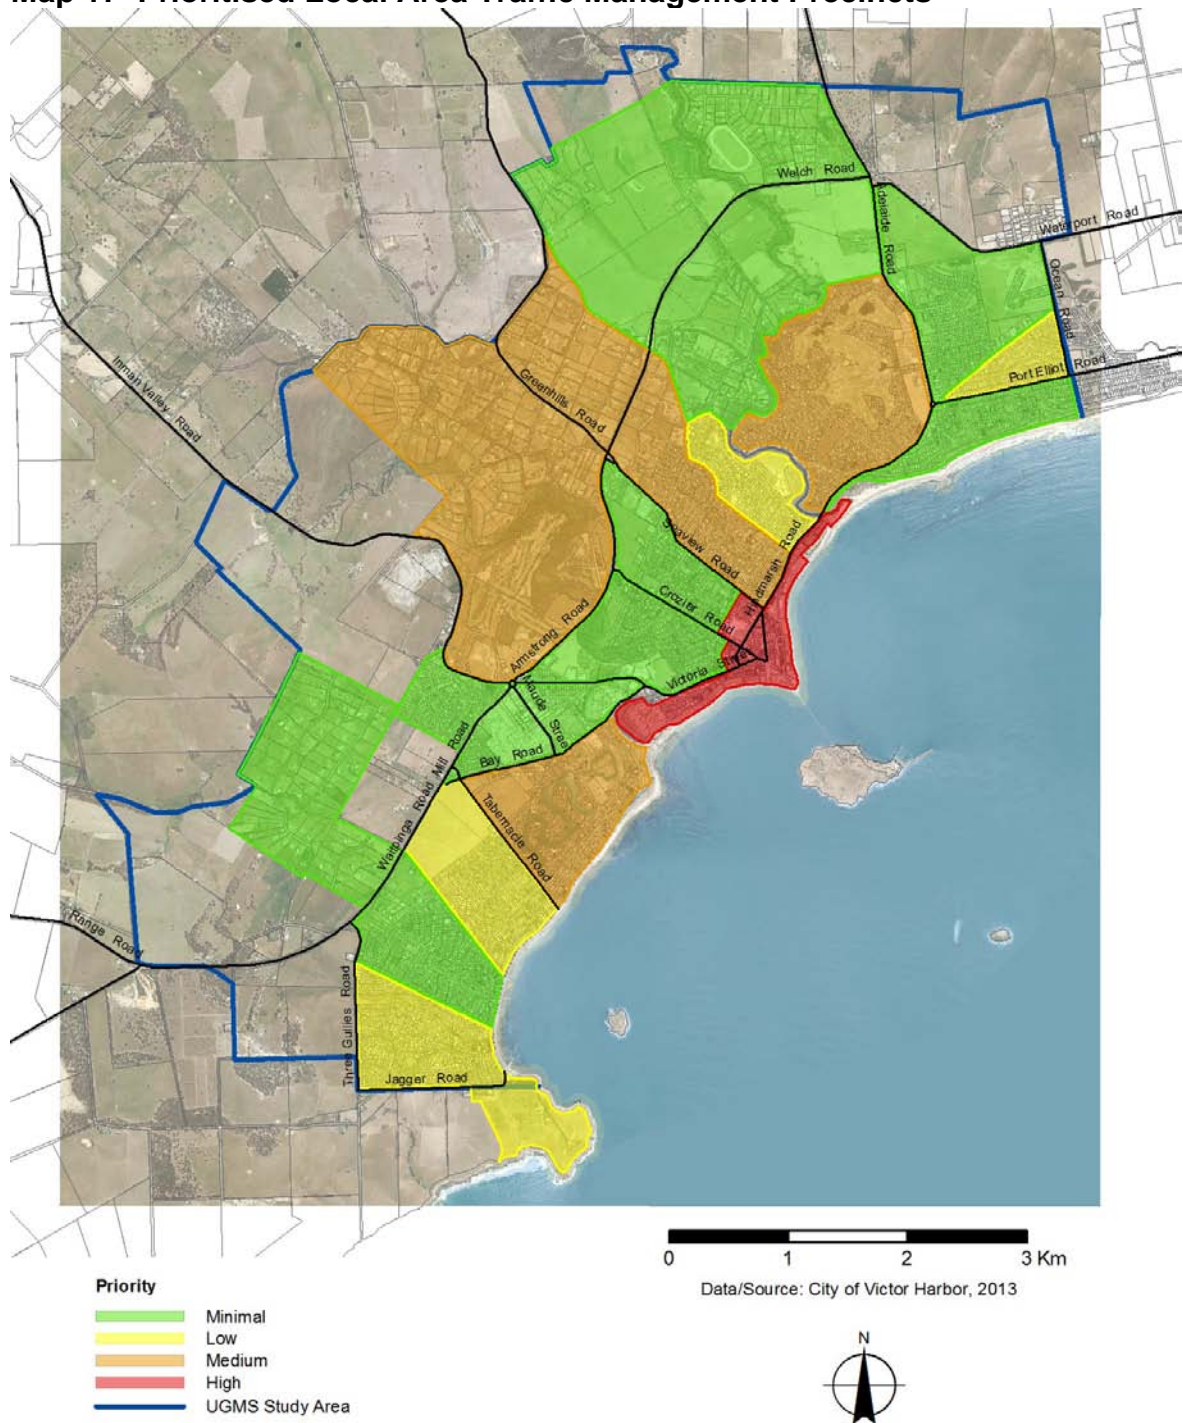 Map 17 Prioritised Local Area Traffic Management Precincts
Welch Road
Adelaide Road
Waterport Road
Ocean Road
Port Elliot Road
Inman Valley Road
Greenhills Road
Seaview Road
Hindmarsh Road
Crozier Road
Armstrong Road
Victoria Street
Maude Street
Bay Road
Waitpinga Road Mill Road
Tabernacle Road
Range Road
Three Gullies Road
Jagger Road
0 1 2 3 Km
Data/Source: City of Victor Harbor, 2013
Priority
Minimal
Low
Medium
High
UGMS Study Area
N